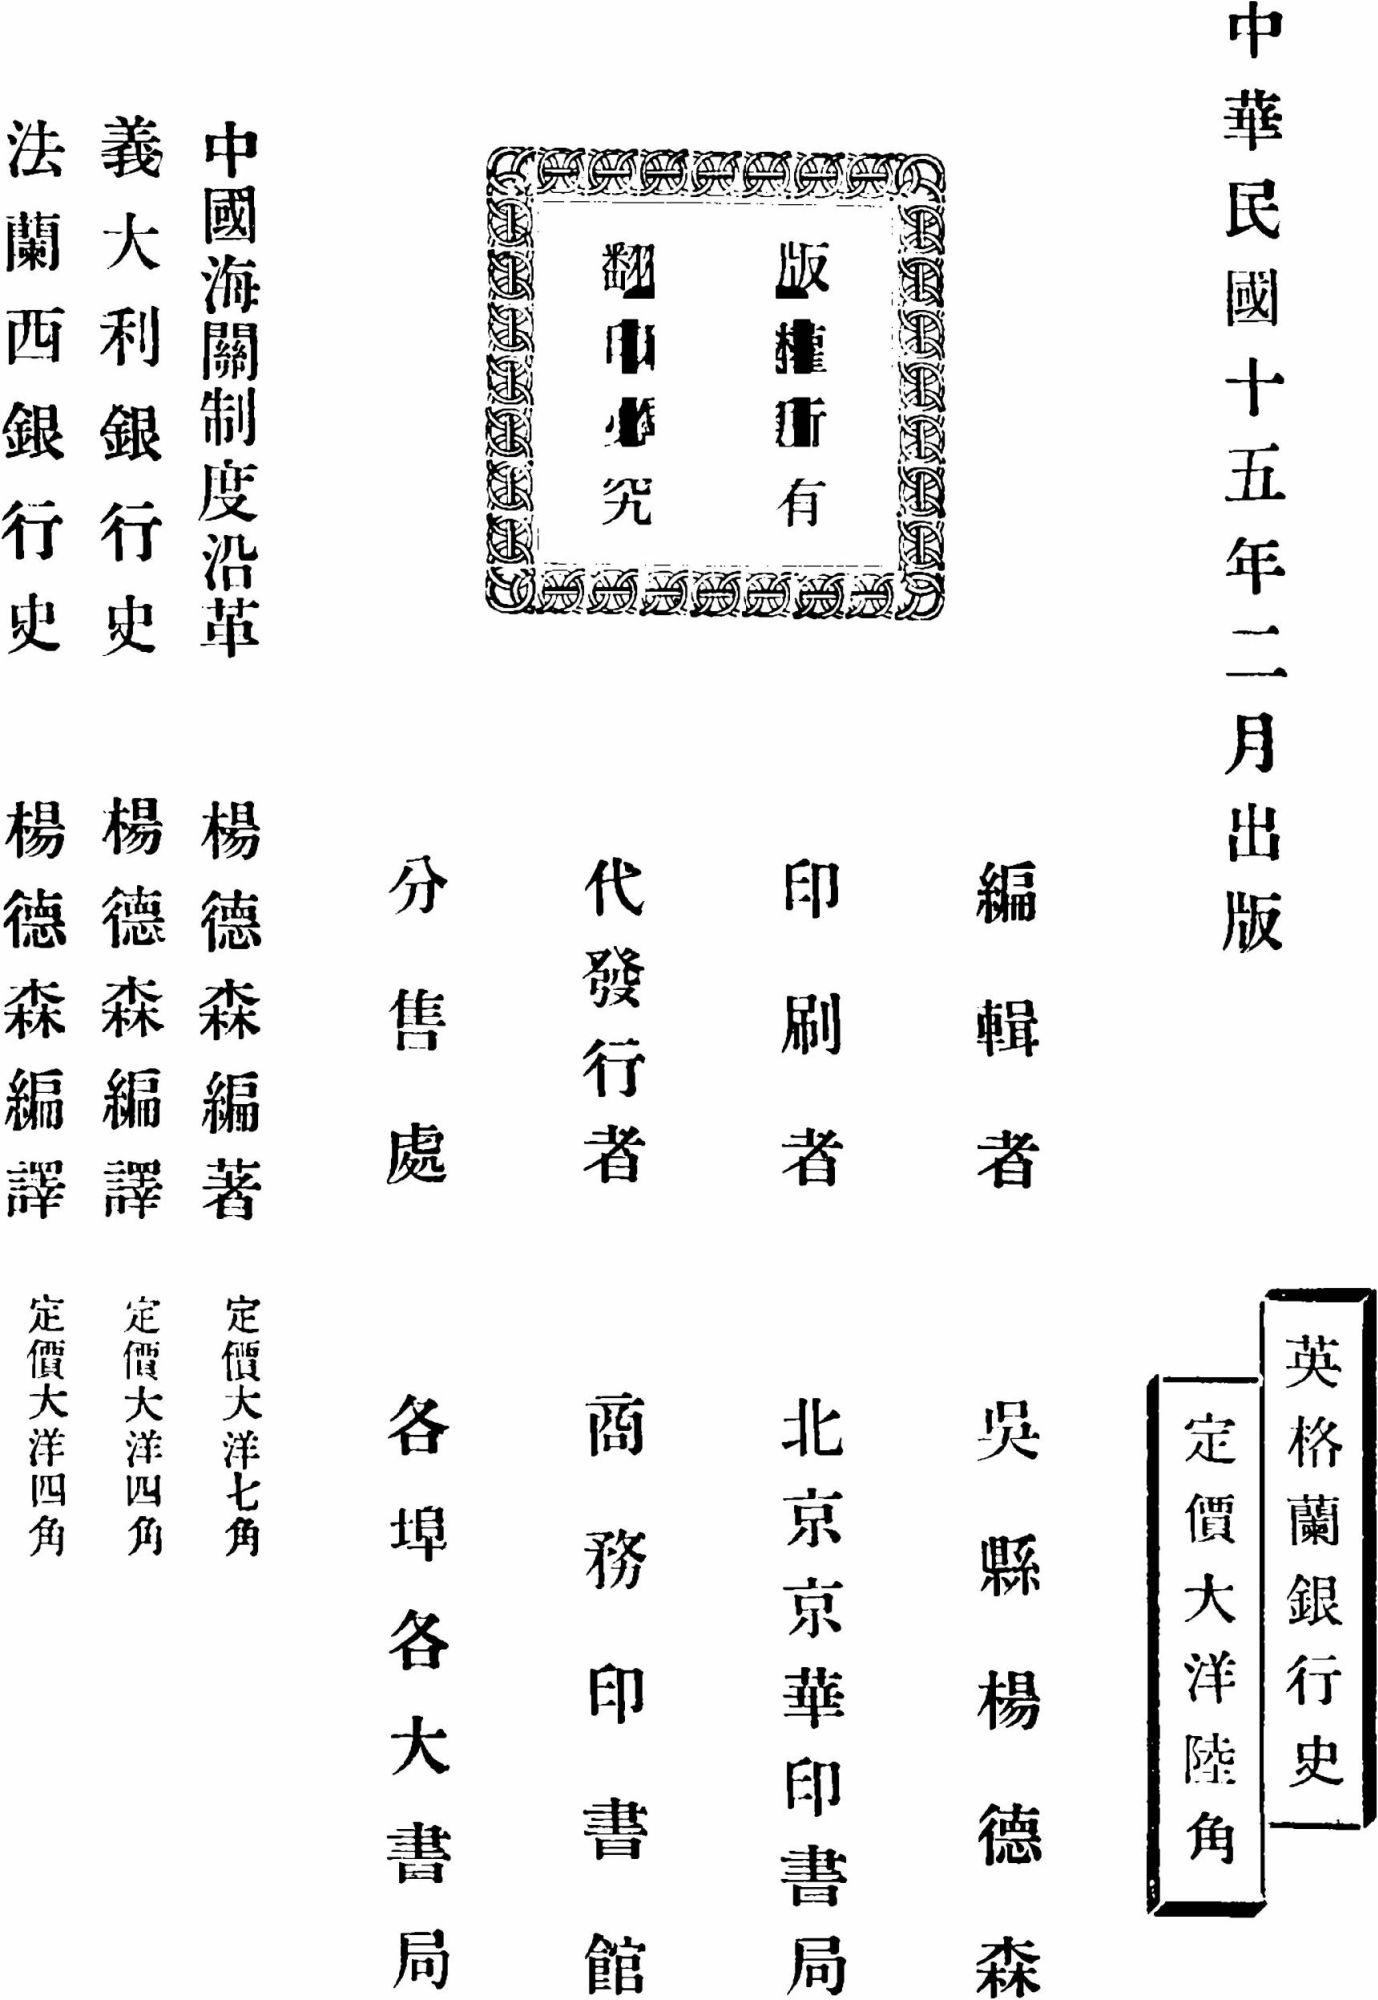 中華民國十五年二月出版
英格蘭銀行史
定價大洋陸角
編輯者 吳縣楊德森
印刷者 北京京華印書局
代發行者 商務印書館
分售處 各埠各大書局
版權所有
翻印必究
中國海關制度沿革 楊德森編著 定價大洋七角
義大利銀行史 楊德森編譯 定價大洋四角
法蘭西銀行史 楊德森編譯 定價大洋四角